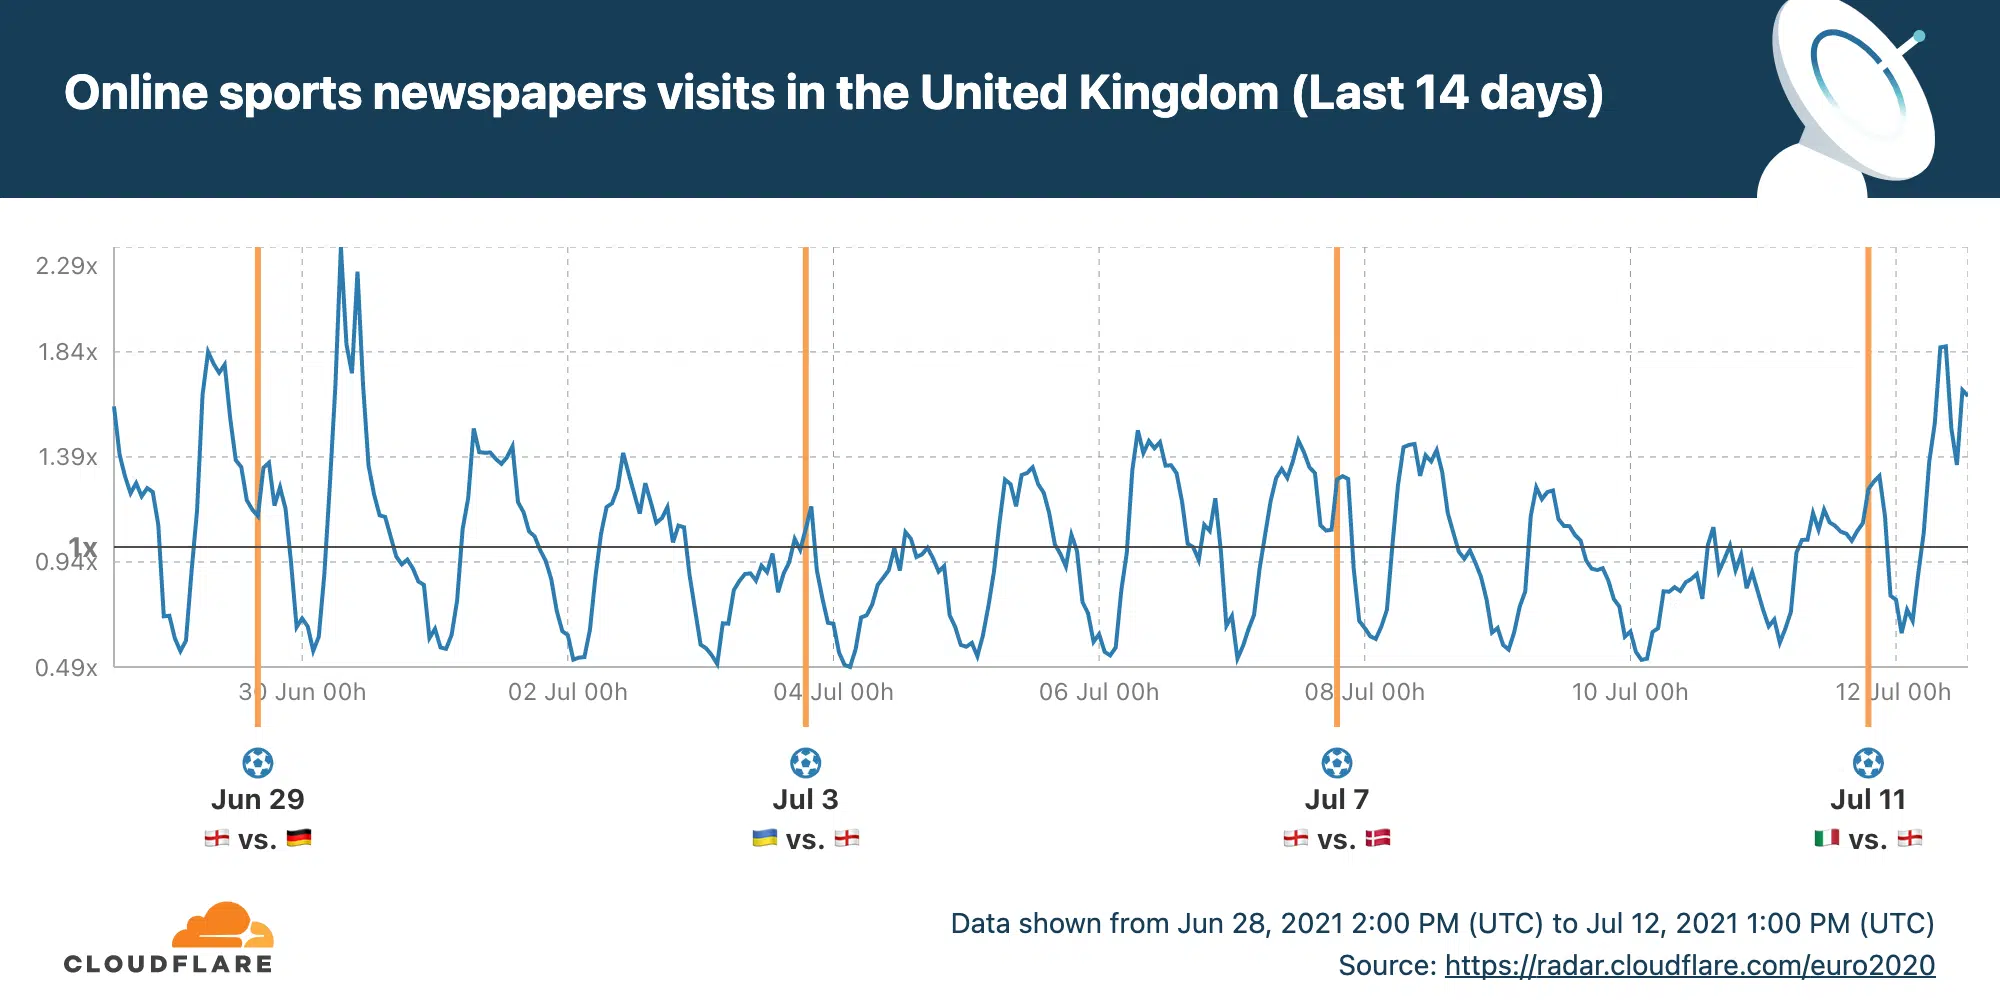 Online sports newspapers visits in the United Kingdom (Last 14 days)
2.29x
1.84x
1.39x
1x
0.94x
0.49x
30 Jun 00h
02 Jul 00h
04 Jul 00h
06 Jul 00h
08 Jul 00h
10 Jul 00h
12 Jul 00h
Jun 29
vs.
Jul 3
vs.
Jul 7
vs.
Jul 11
vs.
CLOUDFLARE
Data shown from Jun 28, 2021 2:00 PM (UTC) to Jul 12, 2021 1:00 PM (UTC)
Source: https://radar.cloudflare.com/euro2020